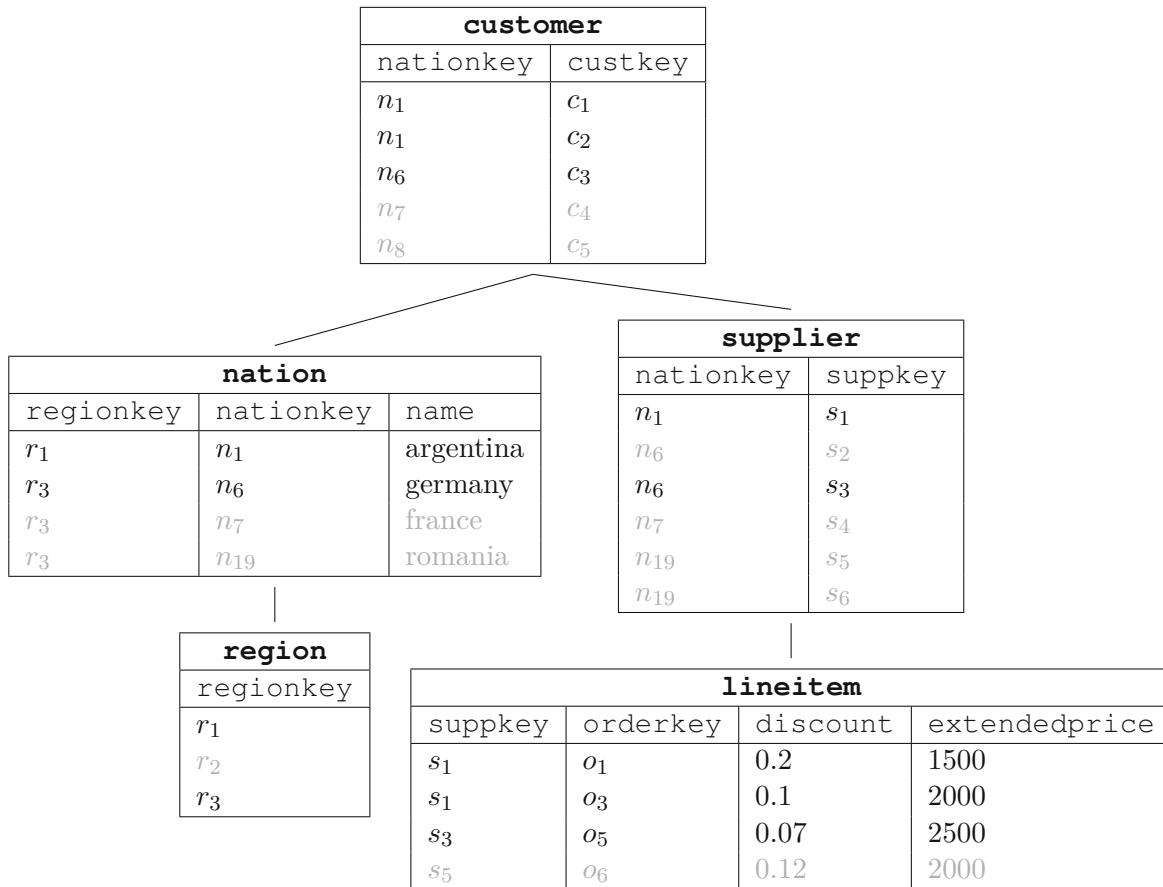 customer
nationkey custkey
n1 c1
n1 c2
n6 c3
n7 c4
n8 c5
nation
regionkey nationkey name
r1 n1 argentina
r3 n6 germany
r3 n7 france
r3 n19 romania
supplier
nationkey suppkey
n1 s1
n6 s2
n6 s3
n7 s4
n19 s5
n19 s6
region
regionkey
r1
r2
r3
lineitem
suppkey orderkey discount extendedprice
s1 o1 0.2 1500
s1 o3 0.1 2000
s3 o5 0.07 2500
s5 o6 0.12 2000